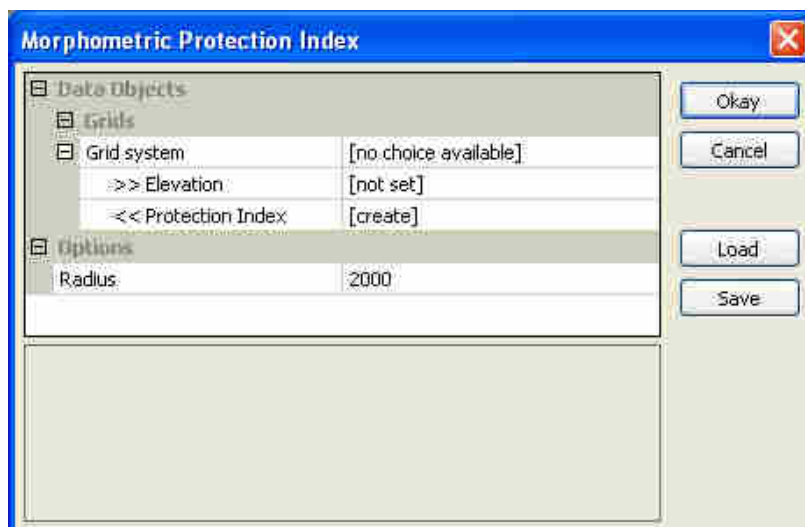 Morphometric Protection Index
Data Objects
Grids
Grid system [no choice available]
>> Elevation [not set]
<< Protection Index [create]
Options
Radius 2000
Okay
Cancel
Load
Save